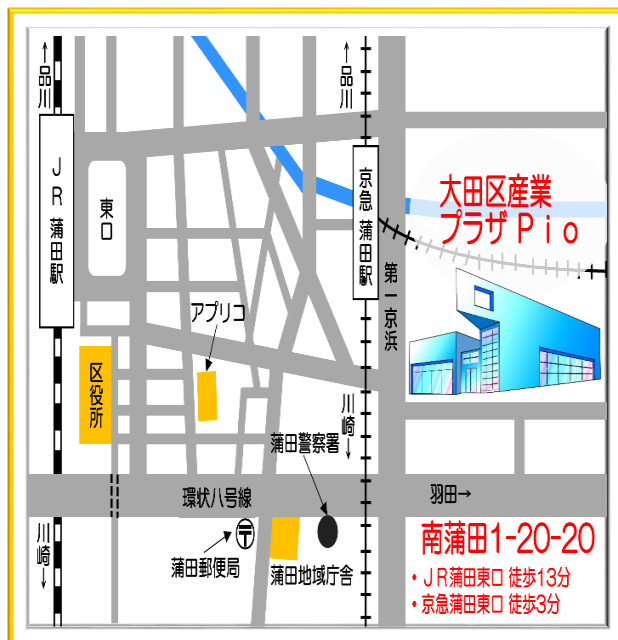 ↑品川
↑品川
JR 蒲田駅
東口
京急 蒲田駅
大田区産業
プラザPio
第一京浜
アプリコ
区役所
川崎↓
蒲田警察署
環状八号線
羽田→
川崎↓
〒
蒲田郵便局
蒲田地域庁舎
南蒲田1-20-20
・JR蒲田東口 徒歩13分
・京急蒲田東口 徒歩3分